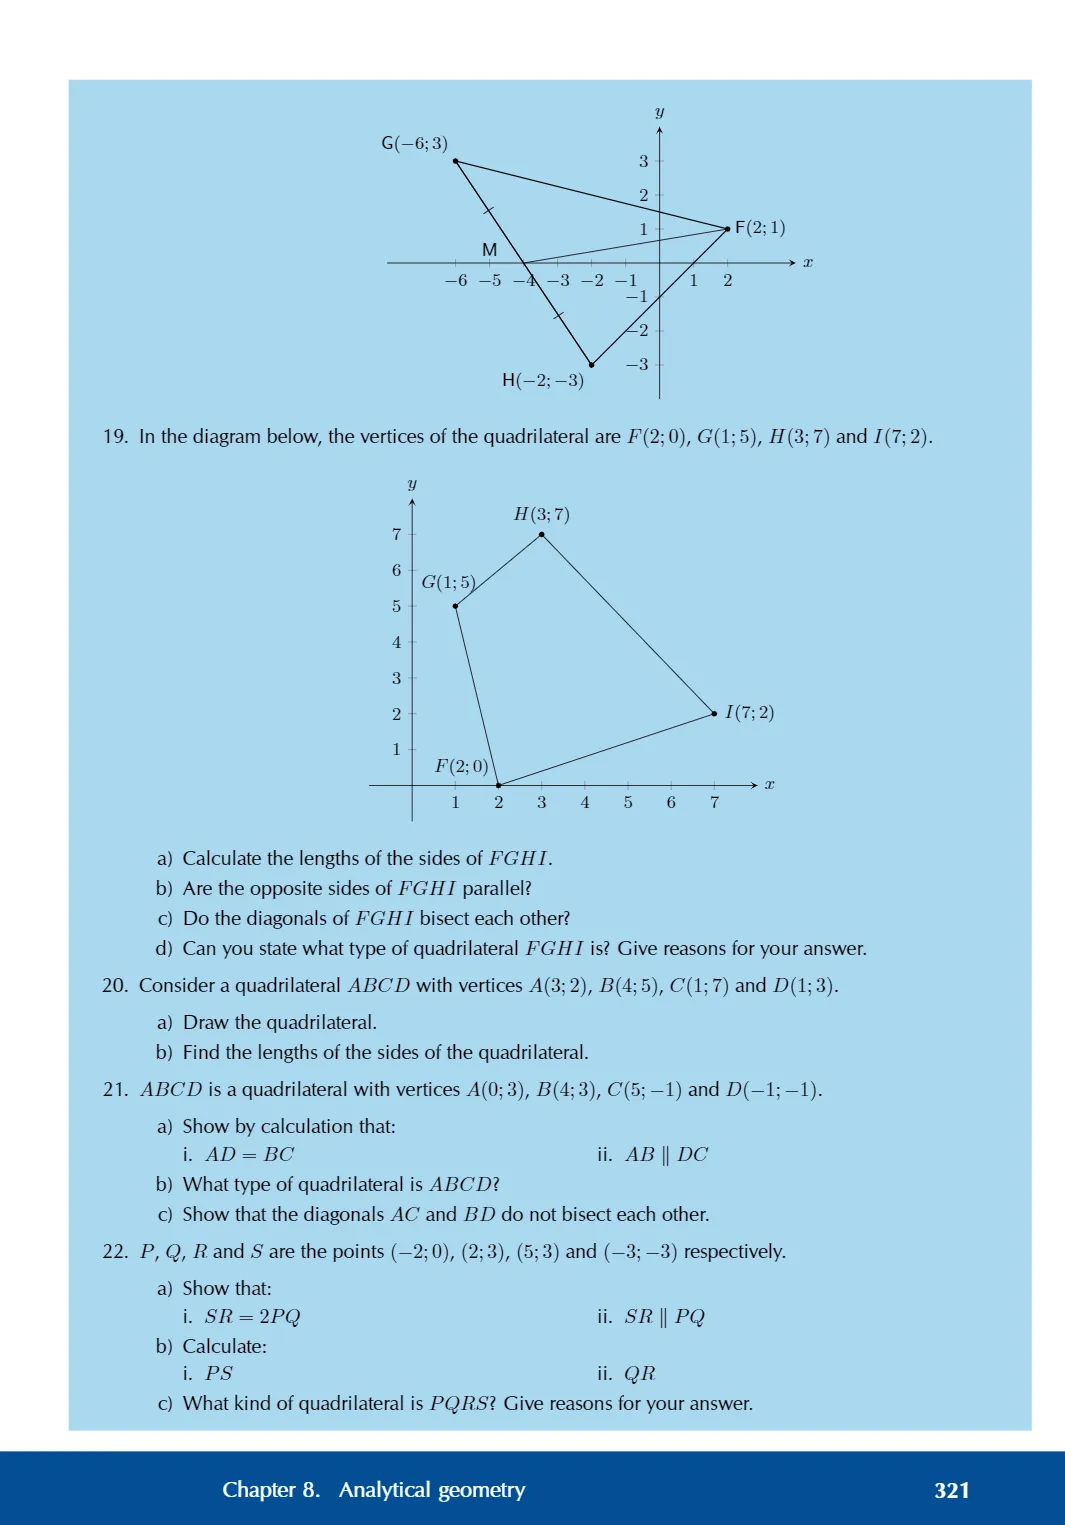 y
G(−6; 3)
3
2
1
F(2; 1)
M
x
−6 −5 −4 −3 −2 −1 1 2
−1
−2
−3
H(−2; −3)
19. In the diagram below, the vertices of the quadrilateral are F(2; 0), G(1; 5), H(3; 7) and I(7; 2).
y
H(3; 7)
7
6
G(1; 5)
5
4
3
2
I(7; 2)
1
F(2; 0)
x
1 2 3 4 5 6 7
a) Calculate the lengths of the sides of FGHI.
b) Are the opposite sides of FGHI parallel?
c) Do the diagonals of FGHI bisect each other?
d) Can you state what type of quadrilateral FGHI is? Give reasons for your answer.
20. Consider a quadrilateral ABCD with vertices A(3; 2), B(4; 5), C(1; 7) and D(1; 3).
a) Draw the quadrilateral.
b) Find the lengths of the sides of the quadrilateral.
21. ABCD is a quadrilateral with vertices A(0; 3), B(4; 3), C(5; −1) and D(−1; −1).
a) Show by calculation that:
i. AD = BC ii. AB ∥ DC
b) What type of quadrilateral is ABCD?
c) Show that the diagonals AC and BD do not bisect each other.
22. P, Q, R and S are the points (−2; 0), (2; 3), (5; 3) and (−3; −3) respectively.
a) Show that:
i. SR = 2PQ ii. SR ∥ PQ
b) Calculate:
i. PS ii. QR
c) What kind of quadrilateral is PQRS? Give reasons for your answer.
Chapter 8. Analytical geometry 321